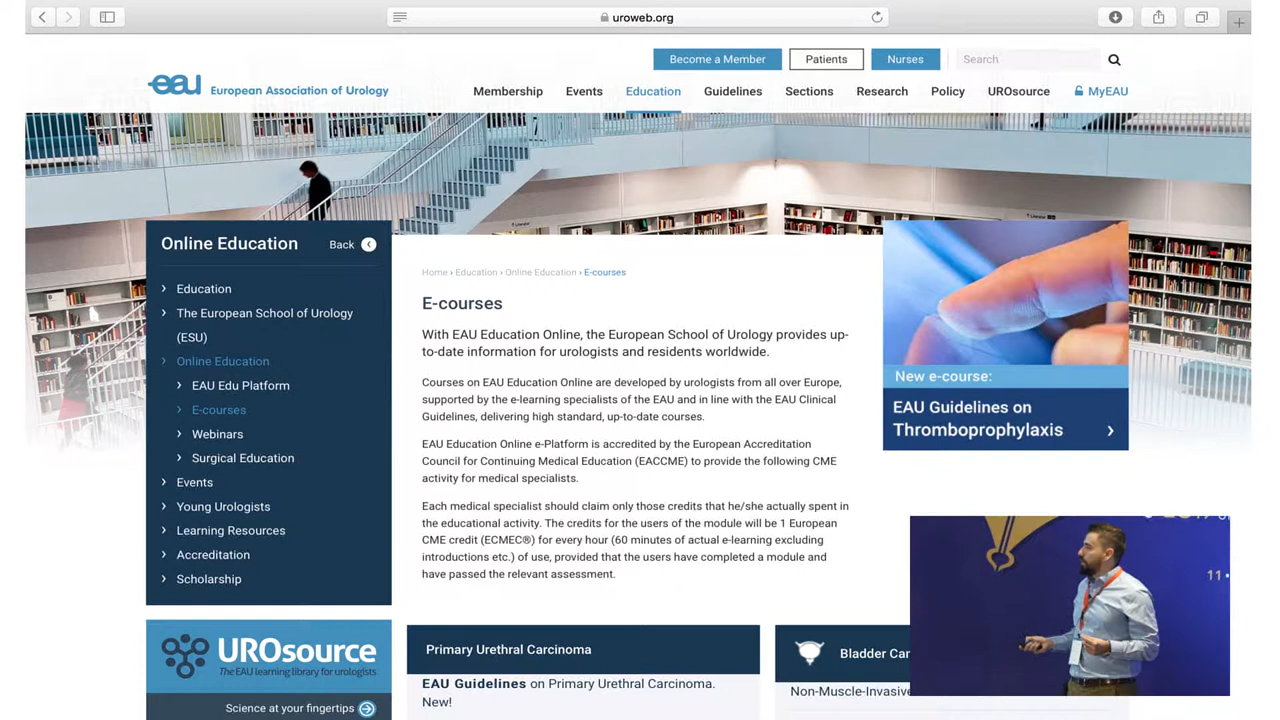 uroweb.org
Become a Member
Patients
Nurses
Search
eau European Association of Urology
Membership Events Education Guidelines Sections Research Policy UROsource MyEAU
Online Education
Back
Education
The European School of Urology
(ESU)
Online Education
EAU Edu Platform
E-courses
Webinars
Surgical Education
Events
Young Urologists
Learning Resources
Accreditation
Scholarship
UROsource
The EAU learning library for urologists
Science at your fingertips
Home › Education › Online Education › E-courses
E-courses
With EAU Education Online, the European School of Urology provides up-
to-date information for urologists and residents worldwide.
Courses on EAU Education Online are developed by urologists from all over Europe,
supported by the e-learning specialists of the EAU and in line with the EAU Clinical
Guidelines, delivering high standard, up-to-date courses.
EAU Education Online e-Platform is accredited by the European Accreditation
Council for Continuing Medical Education (EACCME) to provide the following CME
activity for medical specialists.
Each medical specialist should claim only those credits that he/she actually spent in
the educational activity. The credits for the users of the module will be 1 European
CME credit (ECMEC®) for every hour (60 minutes of actual e-learning excluding
introductions etc.) of use, provided that the users have completed a module and
have passed the relevant assessment.
Primary Urethral Carcinoma
EAU Guidelines on Primary Urethral Carcinoma.
New!
Bladder Car
Non-Muscle-Invasive
New e-course:
EAU Guidelines on
Thromboprophylaxis
11